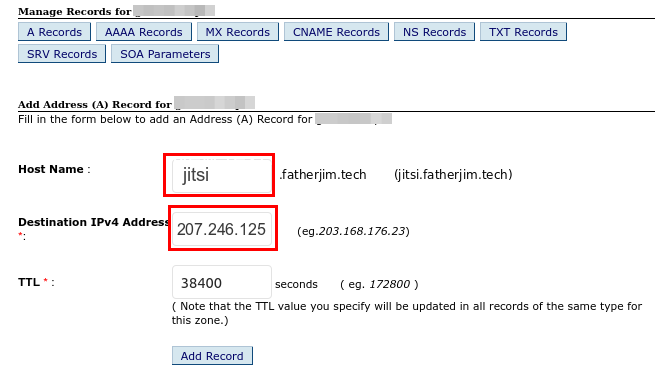 Manage Records for
A Records AAAA Records MX Records CNAME Records NS Records TXT Records
SRV Records SOA Parameters
Add Address (A) Record for
Fill in the form below to add an Address (A) Record for
Host Name : jitsi .fatherjim.tech (jitsi.fatherjim.tech)
Destination IPv4 Address 207.246.125 (eg.203.168.176.23)
*:
TTL * : 38400 seconds ( eg. 172800 )
( Note that the TTL value you specify will be updated in all records of the same type for
this zone.)
Add Record